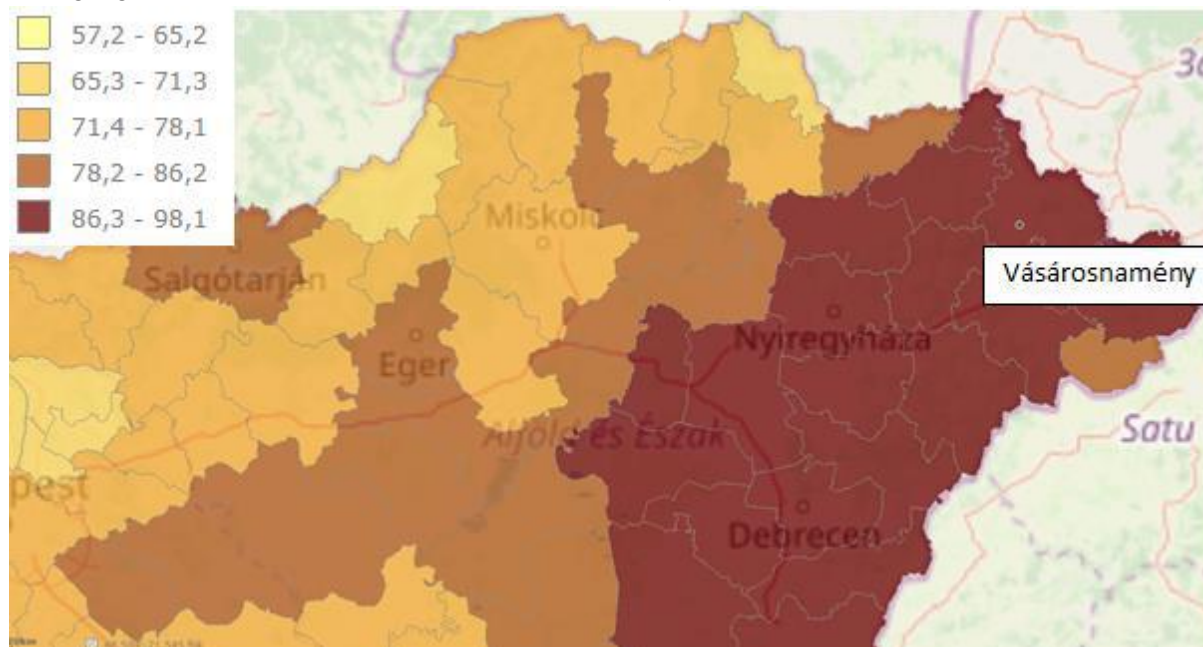 57,2 - 65,2
65,3 - 71,3
71,4 - 78,1
78,2 - 86,2
86,3 - 98,1
Miskolc
Salgótarján
Vásárosnamény
Nyíregyháza
Eger
Alföld és Észak
Satu
pest
Debrecen